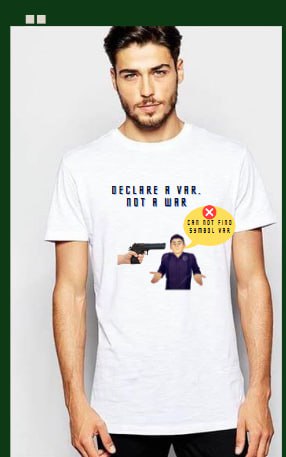 DECLARE A VAR.
NOT A WAR
CAN NOT FIND
SYMBOL VAR